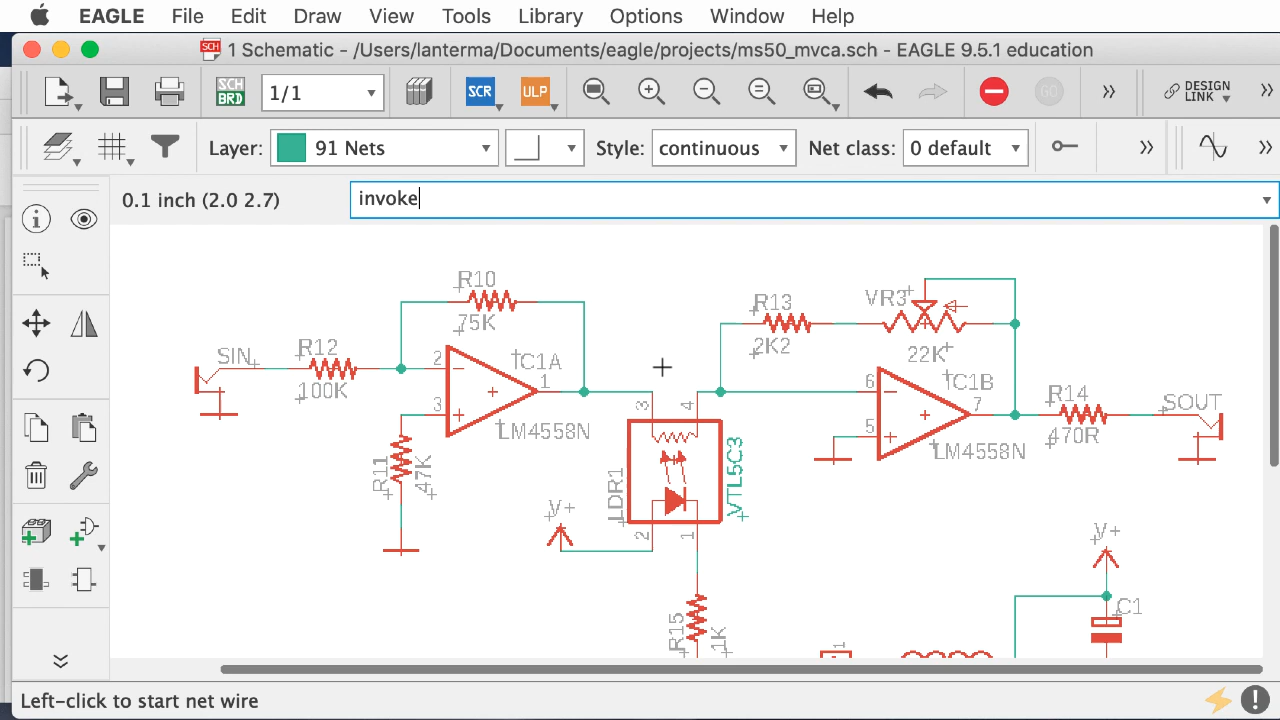 EAGLE File Edit Draw View Tools Library Options Window Help
SCH 1 Schematic - /Users/lanterma/Documents/eagle/projects/ms50_mvca.sch - EAGLE 9.5.1 education
SCH BRD 1/1 SCR ULP GO » DESIGN LINK »
Layer: 91 Nets Style: continuous Net class: 0 default » »
0.1 inch (2.0 2.7) invoke
R10
75K
R13
2K2
VR3
22K
SIN
R12
100K
2
3
IC1A
1
LM4558N
R11
47K
3
4
LDR1
VTL5C3
2
1
V+
6
5
IC1B
7
LM4558N
R14
470R
SOUT
V+
C1
R15
1K
1
Left-click to start net wire